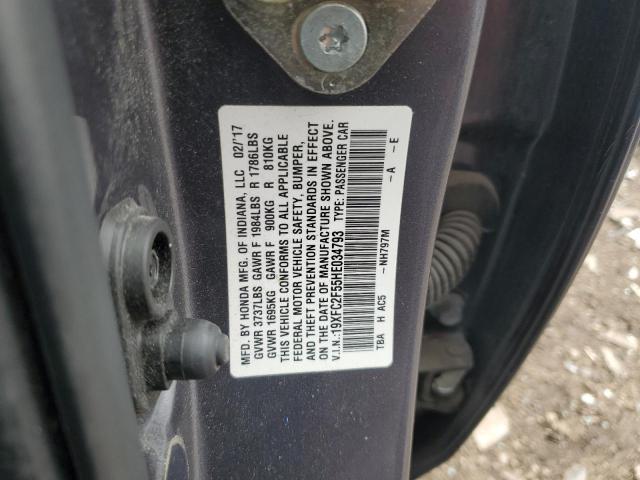 MFD. BY HONDA MFG. OF INDIANA, LLC 02/'17
GVWR 3737LBS GAWR F 1984LBS R 1786LBS
GVWR 1695KG GAWR F 900KG R 810KG
THIS VEHICLE CONFORMS TO ALL APPLICABLE
FEDERAL MOTOR VEHICLE SAFETY, BUMPER,
AND THEFT PREVENTION STANDARDS IN EFFECT
ON THE DATE OF MANUFACTURE SHOWN ABOVE.
V.I.N.:19XFC2F55HE034793 TYPE: PASSENGER CAR
TBA H AC5 –NH797M –A –E